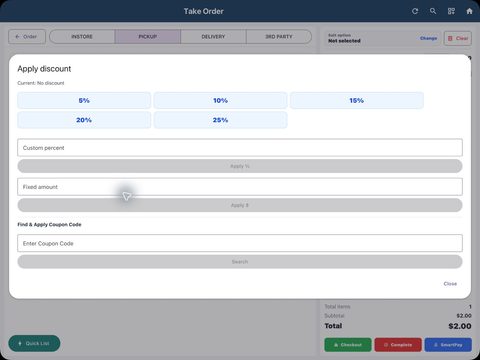 Take Order
Order
INSTORE
PICKUP
DELIVERY
3RD PARTY
Split option:
Not selected
Change
Clear
Apply discount
Current: No discount
5%
10%
15%
20%
25%
Custom percent
Apply %
Fixed amount
Apply $
Find & Apply Coupon Code
Enter Coupon Code
Search
Close
Total items
1
Subtotal
$2.00
Total
$2.00
Quick List
Checkout
Complete
SmartPay